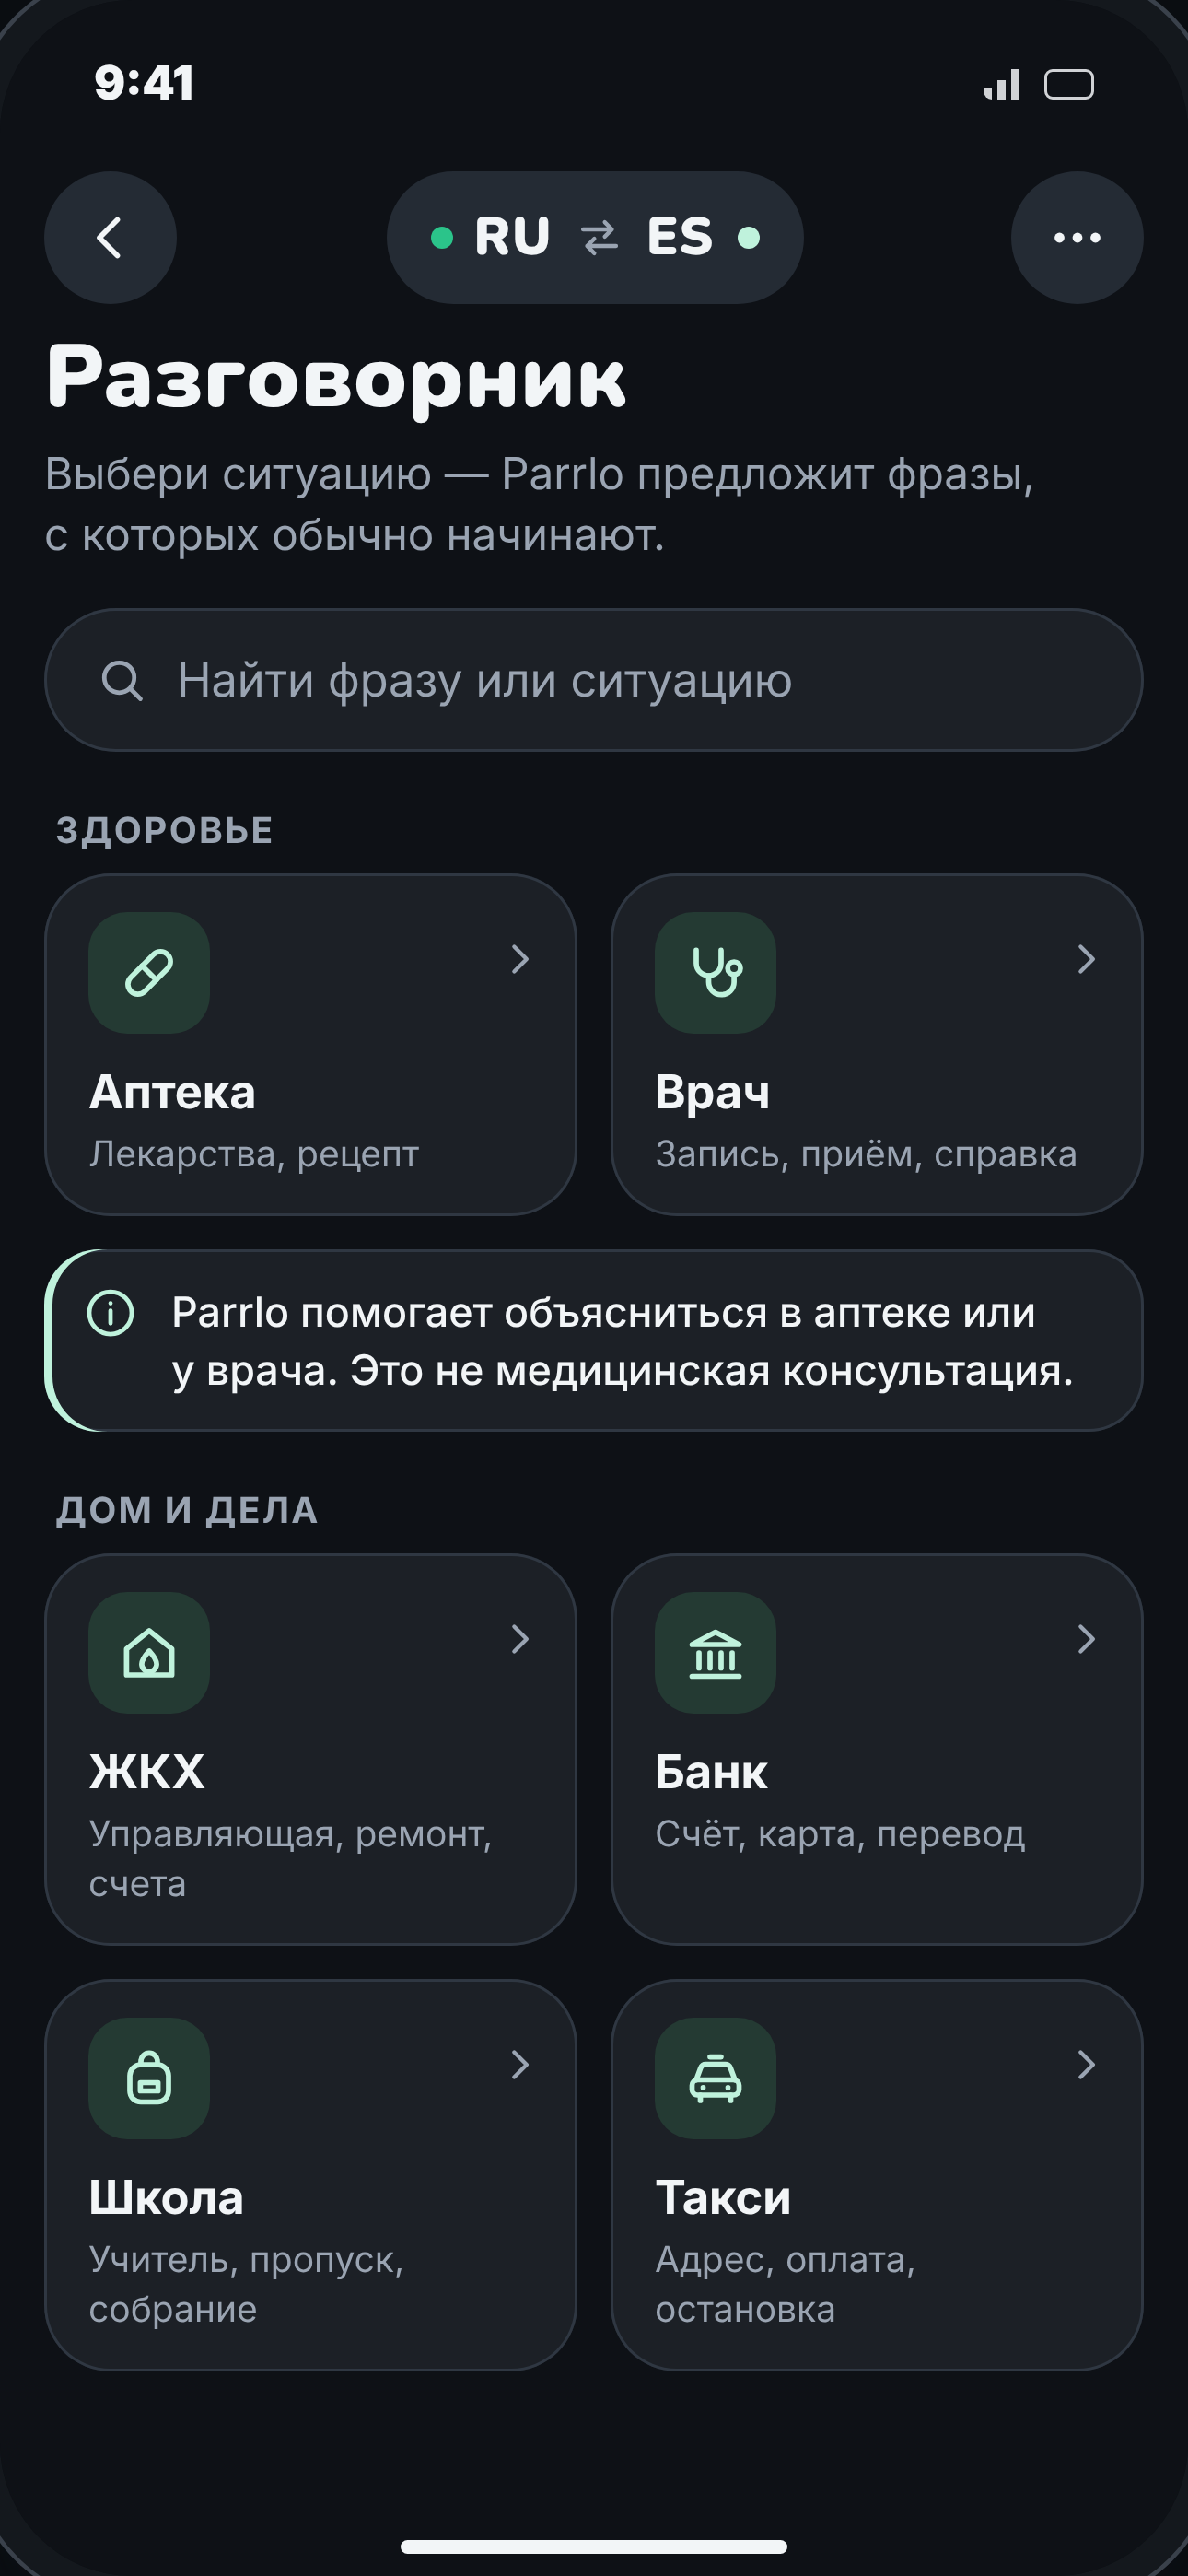 9:41
RU ES
Разговорник
Выбери ситуацию — Parrlo предложит фразы,
с которых обычно начинают.
Найти фразу или ситуацию
ЗДОРОВЬЕ
Аптека
Лекарства, рецепт
Врач
Запись, приём, справка
Parrlo помогает объясниться в аптеке или
у врача. Это не медицинская консультация.
ДОМ И ДЕЛА
ЖКХ
Управляющая, ремонт,
счета
Банк
Счёт, карта, перевод
Школа
Учитель, пропуск,
собрание
Такси
Адрес, оплата,
остановка